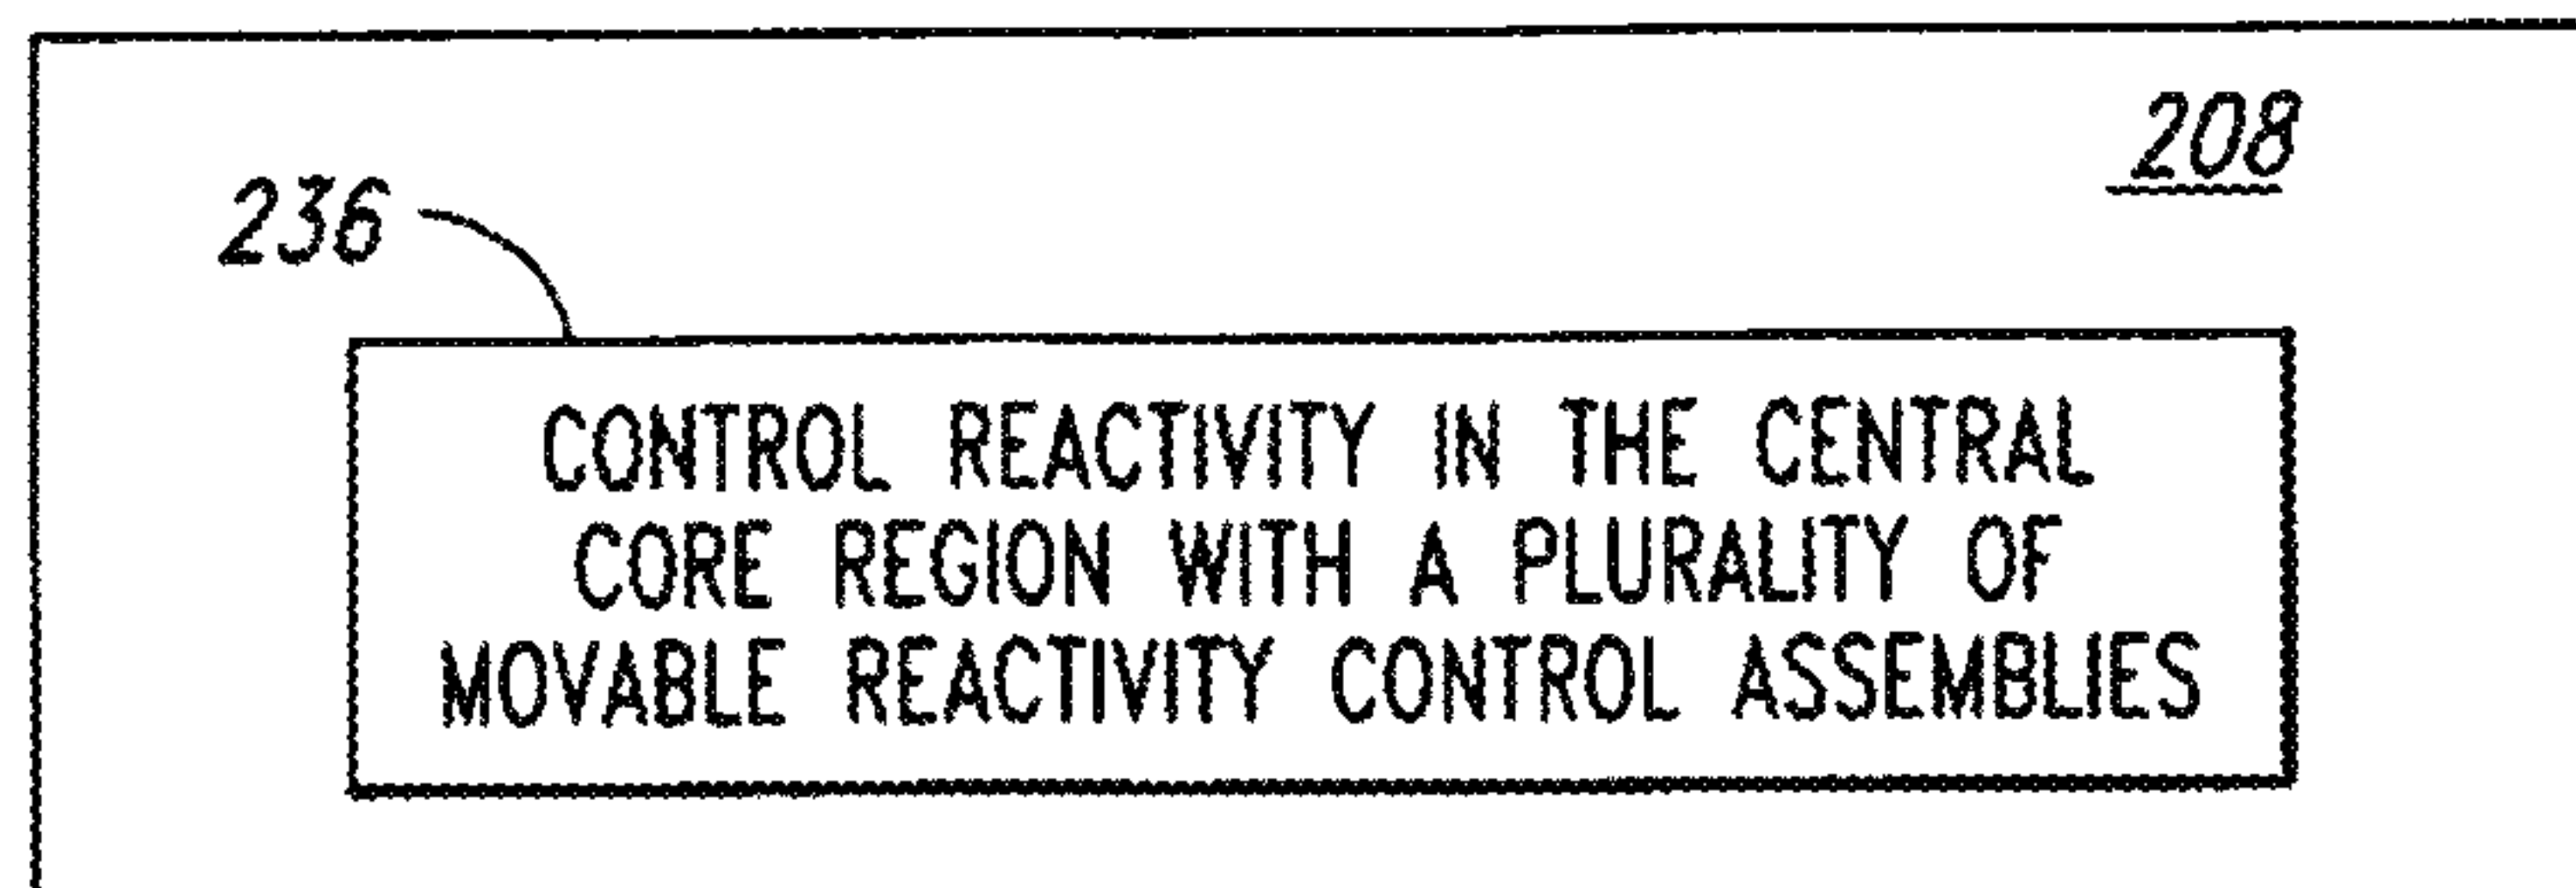 208
236
CONTROL REACTIVITY IN THE CENTRAL
CORE REGION WITH A PLURALITY OF
MOVABLE REACTIVITY CONTROL ASSEMBLIES